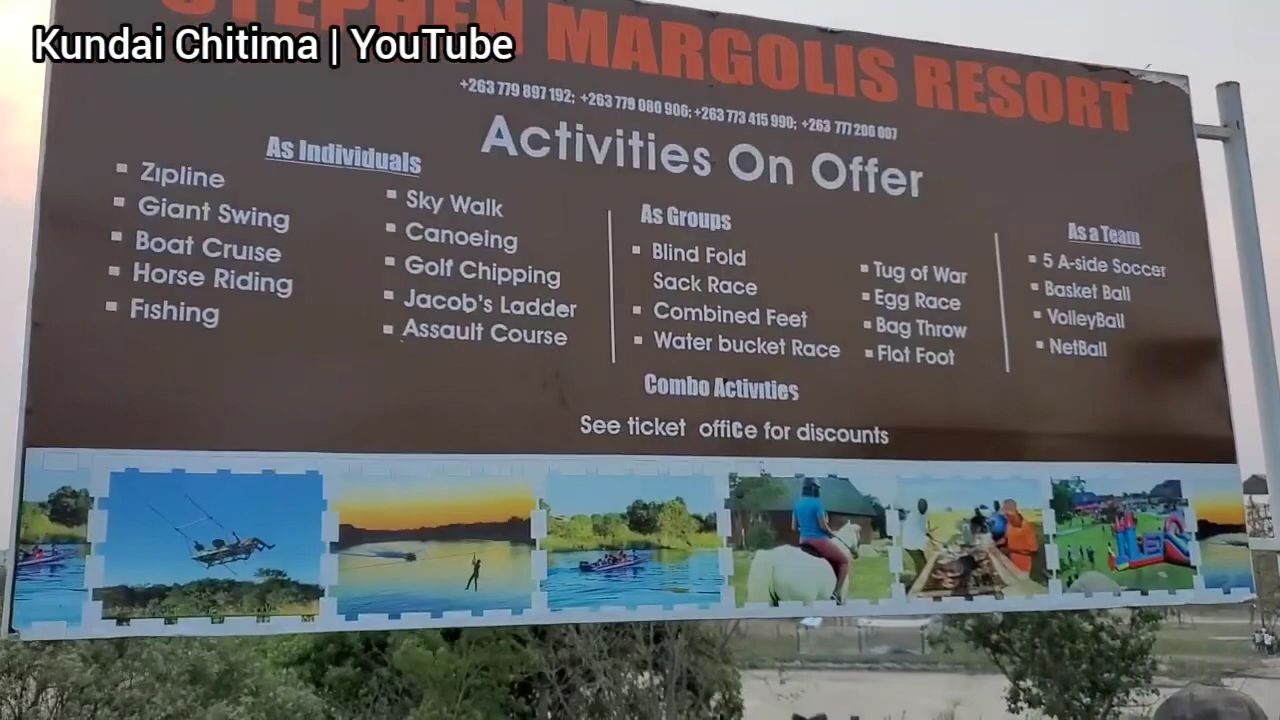 STEPHEN MARGOLIS RESORT
Kundai Chitima | YouTube
+263 779 897 192; +263 778 080 906; +263 773 415 990; +263 777 206 007
Activities On Offer
As Individuals
Zipline
Giant Swing
Boat Cruise
Horse Riding
Fishing
Sky Walk
Canoeing
Golf Chipping
Jacob's Ladder
Assault Course
As Groups
Blind Fold
Sack Race
Combined Feet
Water bucket Race
Tug of War
Egg Race
Bag Throw
Flat Foot
As a Team
5 A-side Soccer
Basket Ball
VolleyBall
NetBall
Combo Activities
See ticket office for discounts